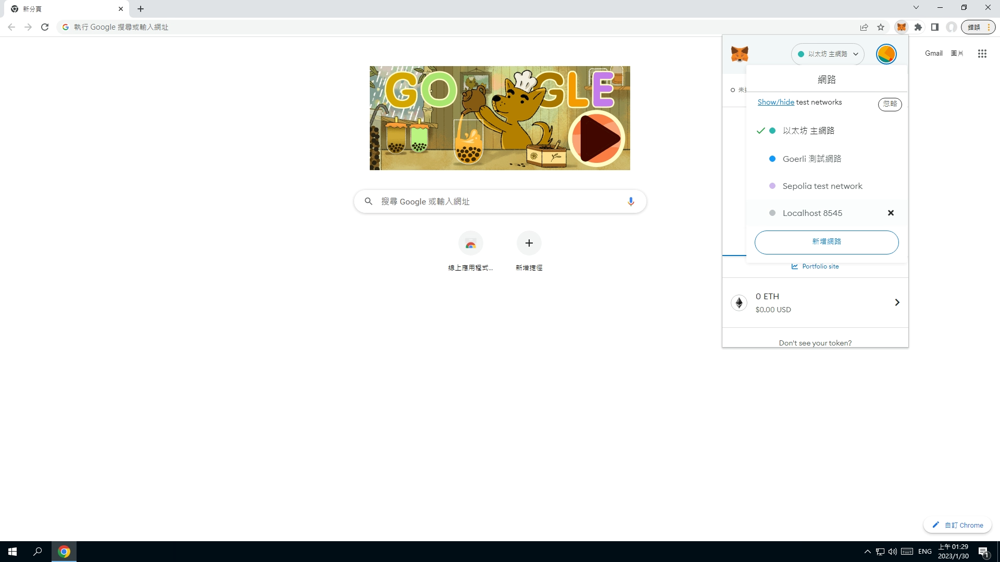 新分頁
執行 Google 搜尋或輸入網址
錯誤
以太坊 主網路
Gmail
圖片
GOOGLE
網路
未
Show/hide test networks
忽略
以太坊 主網路
Goerli 測試網路
Sepolia test network
Localhost 8545
搜尋 Google 或輸入網址
新增網路
線上應用程式...
新增捷徑
Portfolio site
0 ETH
$0.00 USD
Don't see your token?
自訂 Chrome
ENG
上午 01:29
2023/1/30
1